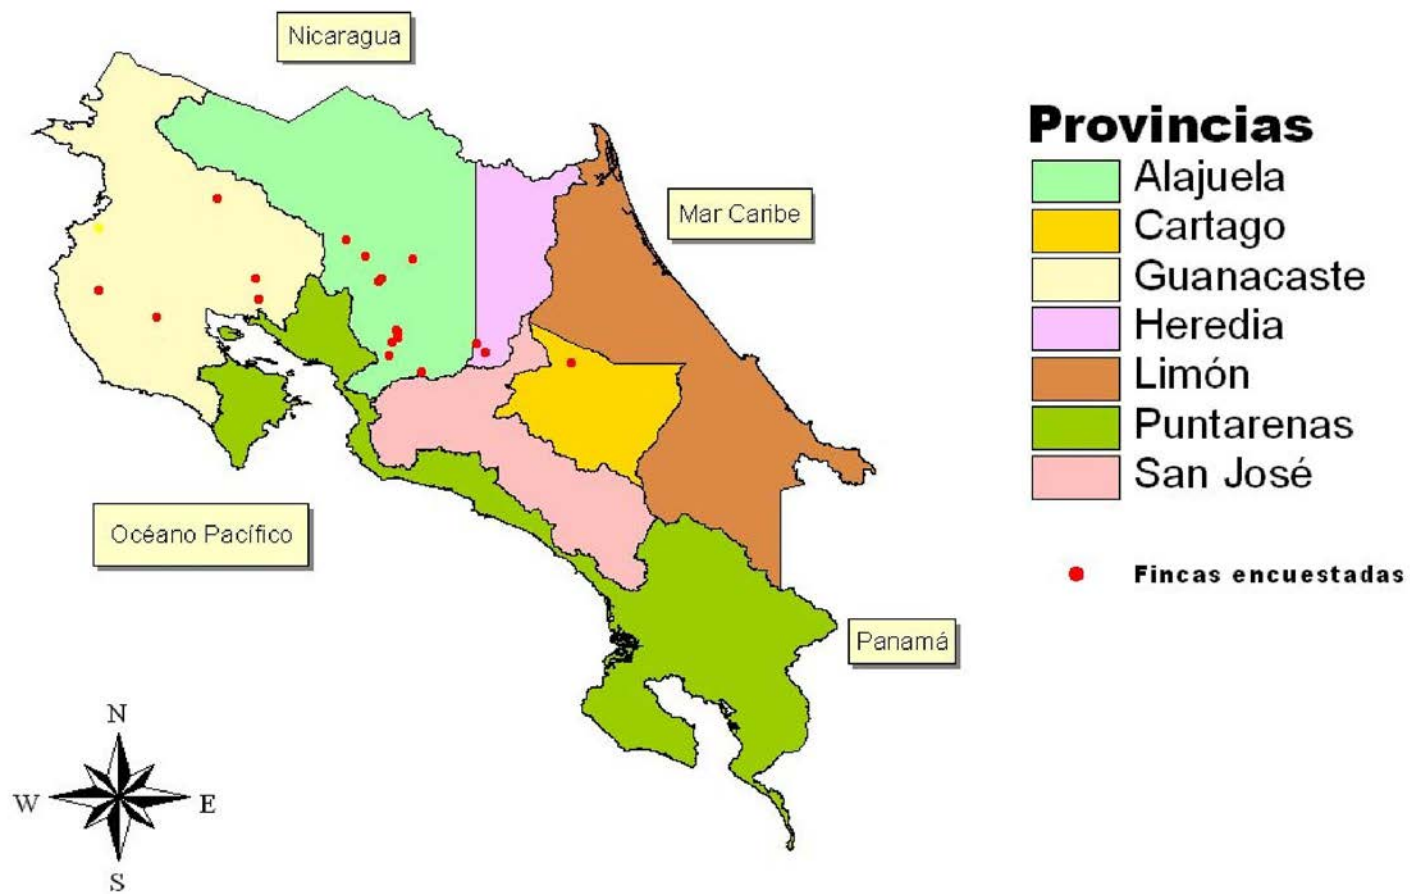 Nicaragua
Mar Caribe
Océano Pacífico
Panamá
Provincias
Alajuela
Cartago
Guanacaste
Heredia
Limón
Puntarenas
San José
Fincas encuestadas
N
W
E
S